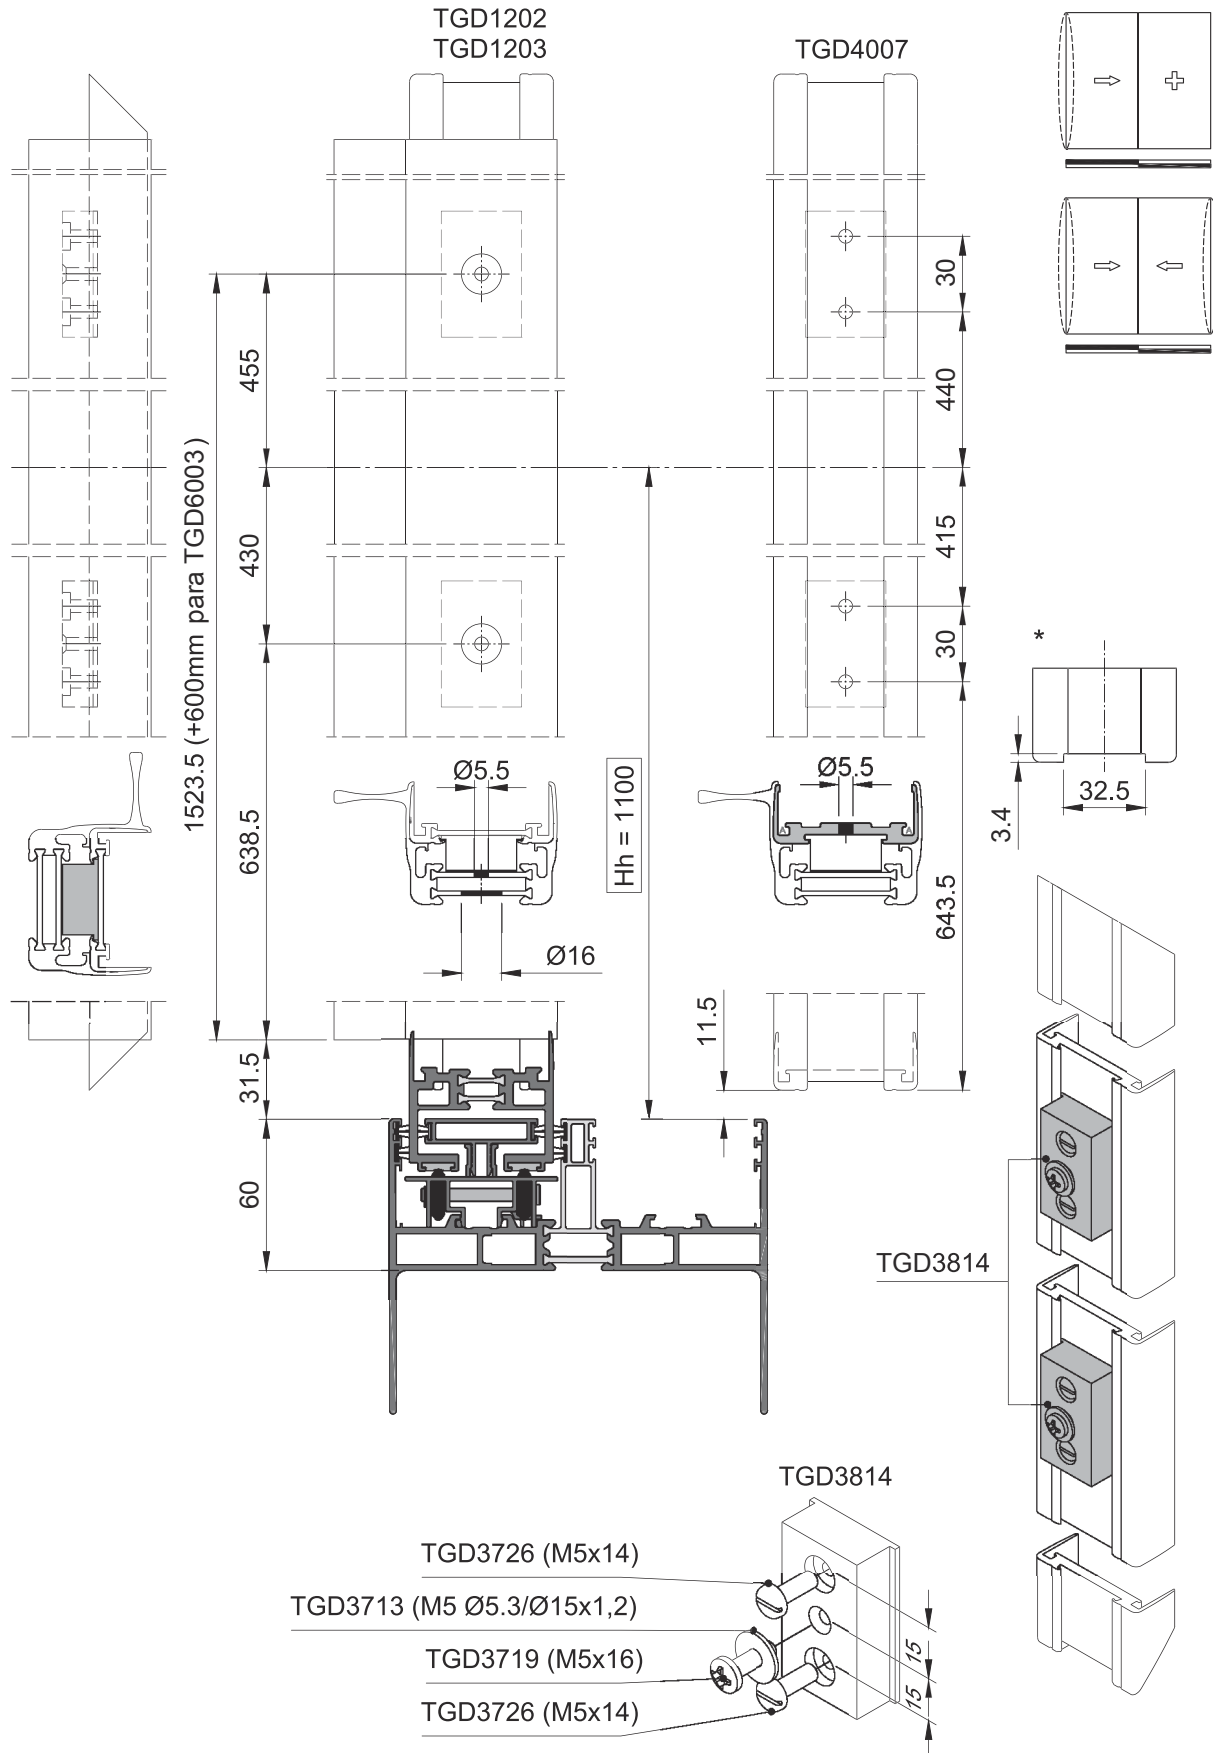 TGD1202
TGD1203
TGD4007
30
455
440
1523.5 (+600mm para TGD6003)
430
415
30
*
Ø5.5
Ø5.5
32.5
3.4
638.5
Hh = 1100
643.5
Ø16
11.5
31.5
60
TGD3814
TGD3814
TGD3726 (M5x14)
TGD3713 (M5 Ø5.3/Ø15x1,2)
15
TGD3719 (M5x16)
15
TGD3726 (M5x14)